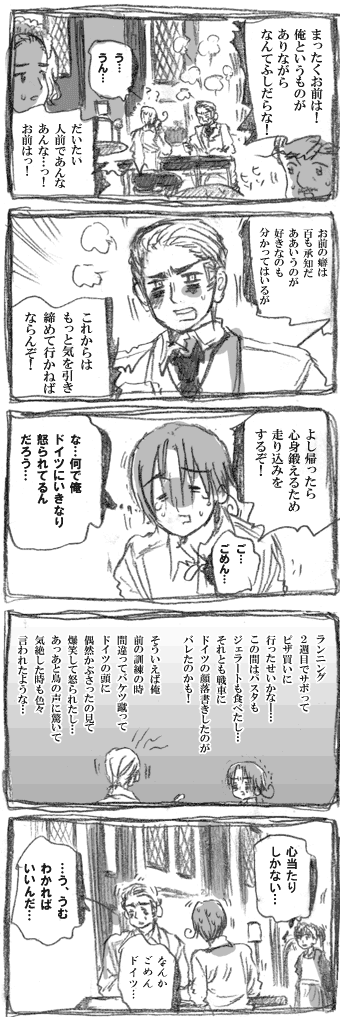 まったくお前は！
俺というものが
ありながら
なんてふしだらな！
う…
うん…
ヒソ
ヒソ
だいたい
人前であんな
あんな…っ！
お前はっ！
お前の癖は
百も承知だ
ああいうのが
好きなのも
分かってはいるが
これからは
もっと気を引き
締めて行かねば
ならんぞ！
よし帰ったら
心身鍛えるため
走り込みを
するぞ！
ご…
ごめん…
な…何で俺
ドイツにいきなり
怒られてるん
だろう…
ランニング
２週目でサボって
ピザ買いに
行ったせいかなー…
この間はパスタも
ジェラートも食べたし…
それとも戦車に
ドイツの顔落書きしたのが
バレたのかも！
そういえば俺
前の訓練の時
間違ってバケツ蹴って
ドイツの頭に
偶然かぶさったの見て
爆笑して怒られたし…
あっあと鳥の声に驚いて
気絶した時も色々
言われたような…
心当たり
しかない…
なんか
ごめん
ドイツ…
…う、うむ
わかれば
いいんだ…